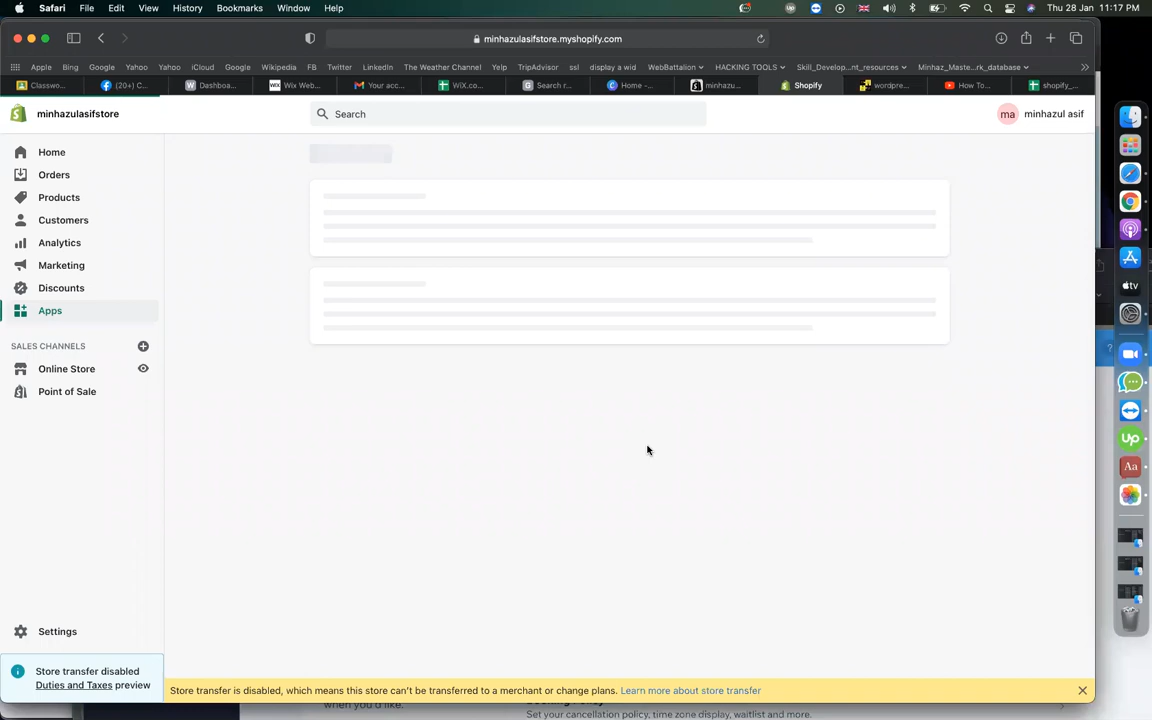 Safari File Edit View History Bookmarks Window Help Thu 28 Jan 11:17 PM
minhazulasifstore.myshopify.com
Apple Bing Google Yahoo Yahoo iCloud Google Wikipedia FB Twitter LinkedIn The Weather Channel Yelp TripAdvisor ssl display a wid WebBattalion HACKING TOOLS Skill_Develop...nt_resources Minhaz_Maste...rk_database
Classwo... (20+) C... Dashboa... Wix Web... Your acc... WiX.co... Search r... Home -... minhazu... Shopify wordpre... How To... shopify_...
minhazulasifstore Search ma minhazul asif
Home
Orders
Products
Customers
Analytics
Marketing
Discounts
Apps
SALES CHANNELS
Online Store
Point of Sale
Settings
Store transfer disabled
Duties and Taxes preview
Store transfer is disabled, which means this store can't be transferred to a merchant or change plans. Learn more about store transfer
when you'd like.
Set your cancellation policy, time zone display, waitlist and more.